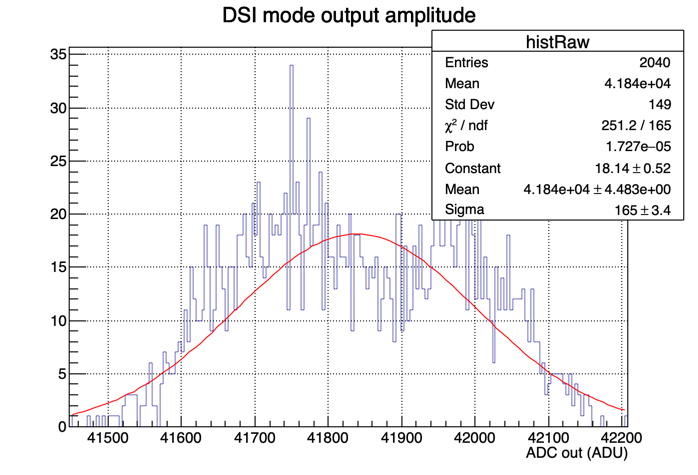 DSI mode output amplitude
histRaw
Entries 2040
Mean 4.184e+04
Std Dev 149
χ² / ndf 251.2 / 165
Prob 1.727e−05
Constant 18.14 ± 0.52
Mean 4.184e+04 ± 4.483e+00
Sigma 165 ± 3.4
35
30
25
20
15
10
5
0
41500 41600 41700 41800 41900 42000 42100 42200
ADC out (ADU)